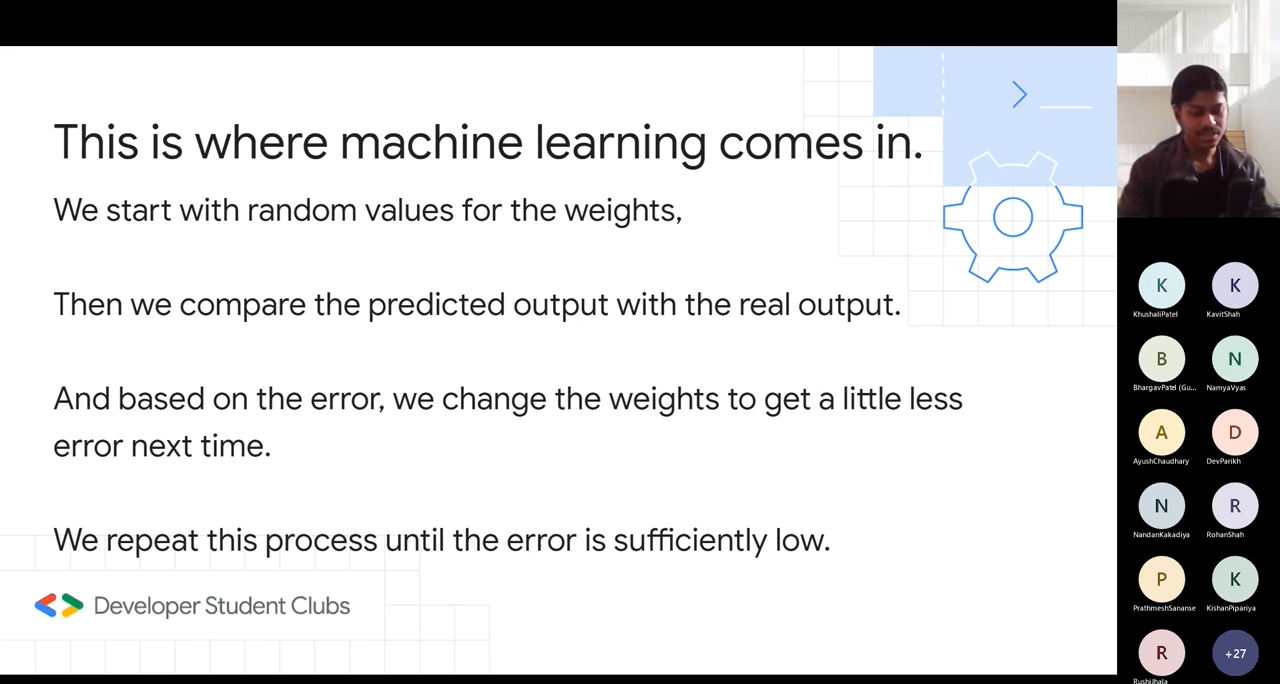 This is where machine learning comes in.
We start with random values for the weights,
Then we compare the predicted output with the real output.
And based on the error, we change the weights to get a little less
error next time.
We repeat this process until the error is sufficiently low.
Developer Student Clubs
K
KhushaliPatel
K
KavitShah
B
BhargavPatel (Gu...
N
NamyaVyas
A
AyushChaudhary
D
DevParikh
N
NandanKakadiya
R
RohanShah
P
PrathmeshSananse
K
KishanPipariya
R
RushiJhala
+27